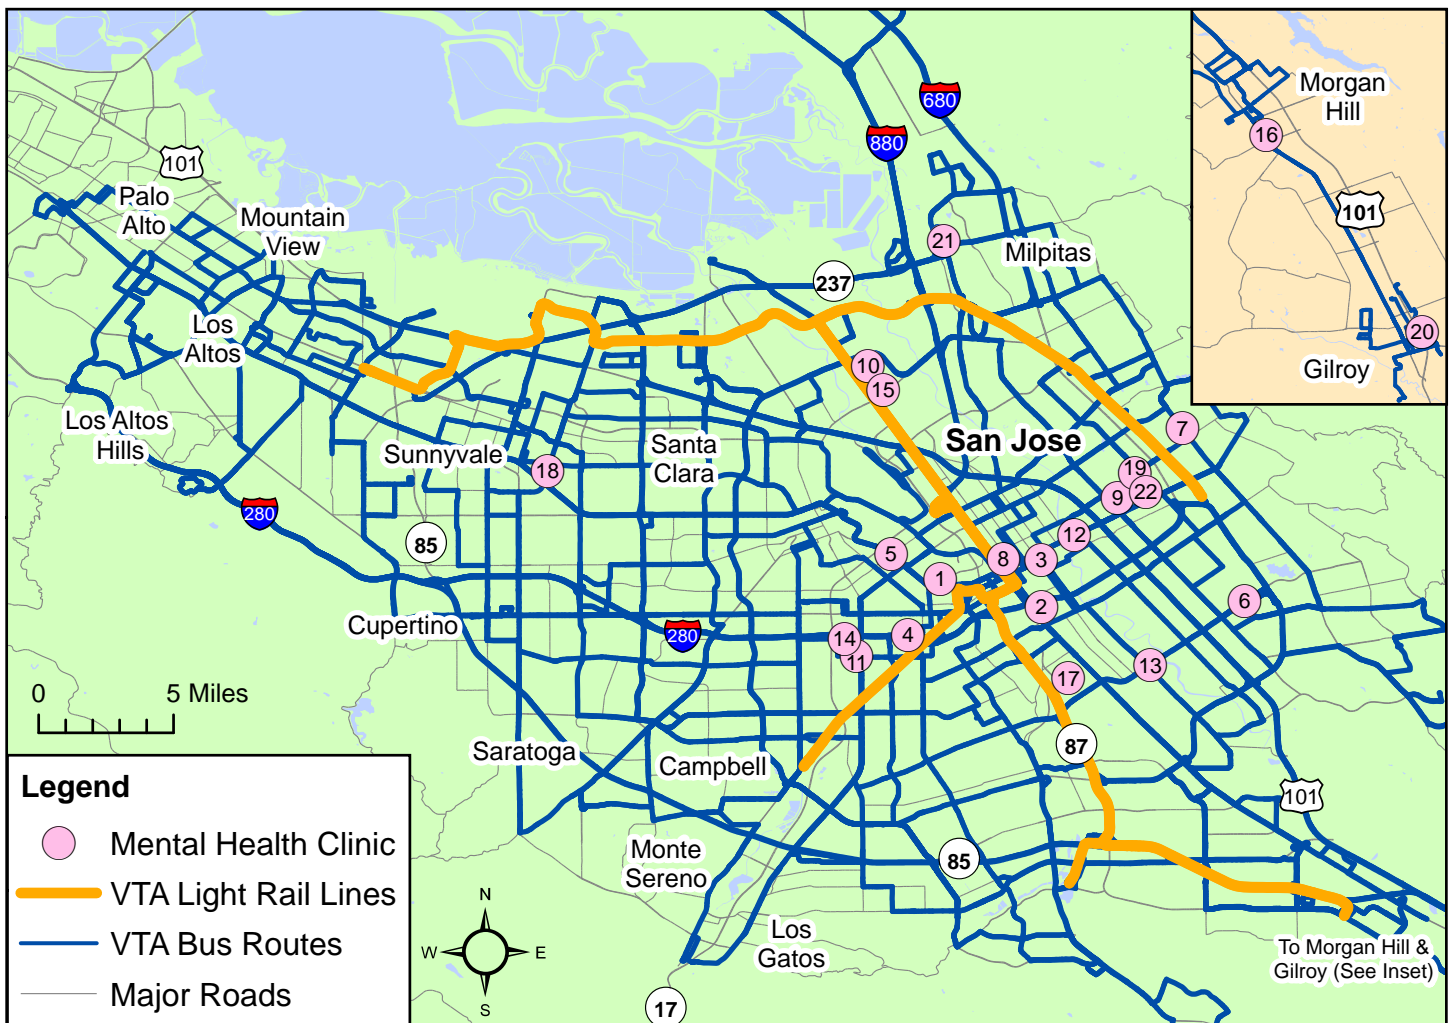 680
880
101
Palo
Alto
Mountain
View
21
Milpitas
237
Los
Altos
10
15
Los Altos
Hills
Sunnyvale
18
Santa
Clara
San Jose
7
19
9
22
280
85
12
5
8
3
1
2
6
Cupertino
280
14
11
4
13
17
0
5 Miles
87
Saratoga
Campbell
101
Monte
Sereno
85
Los
Gatos
To Morgan Hill &
Gilroy (See Inset)
17
N
W
E
S
Morgan
Hill
16
101
20
Gilroy
Legend
Mental Health Clinic
VTA Light Rail Lines
VTA Bus Routes
Major Roads